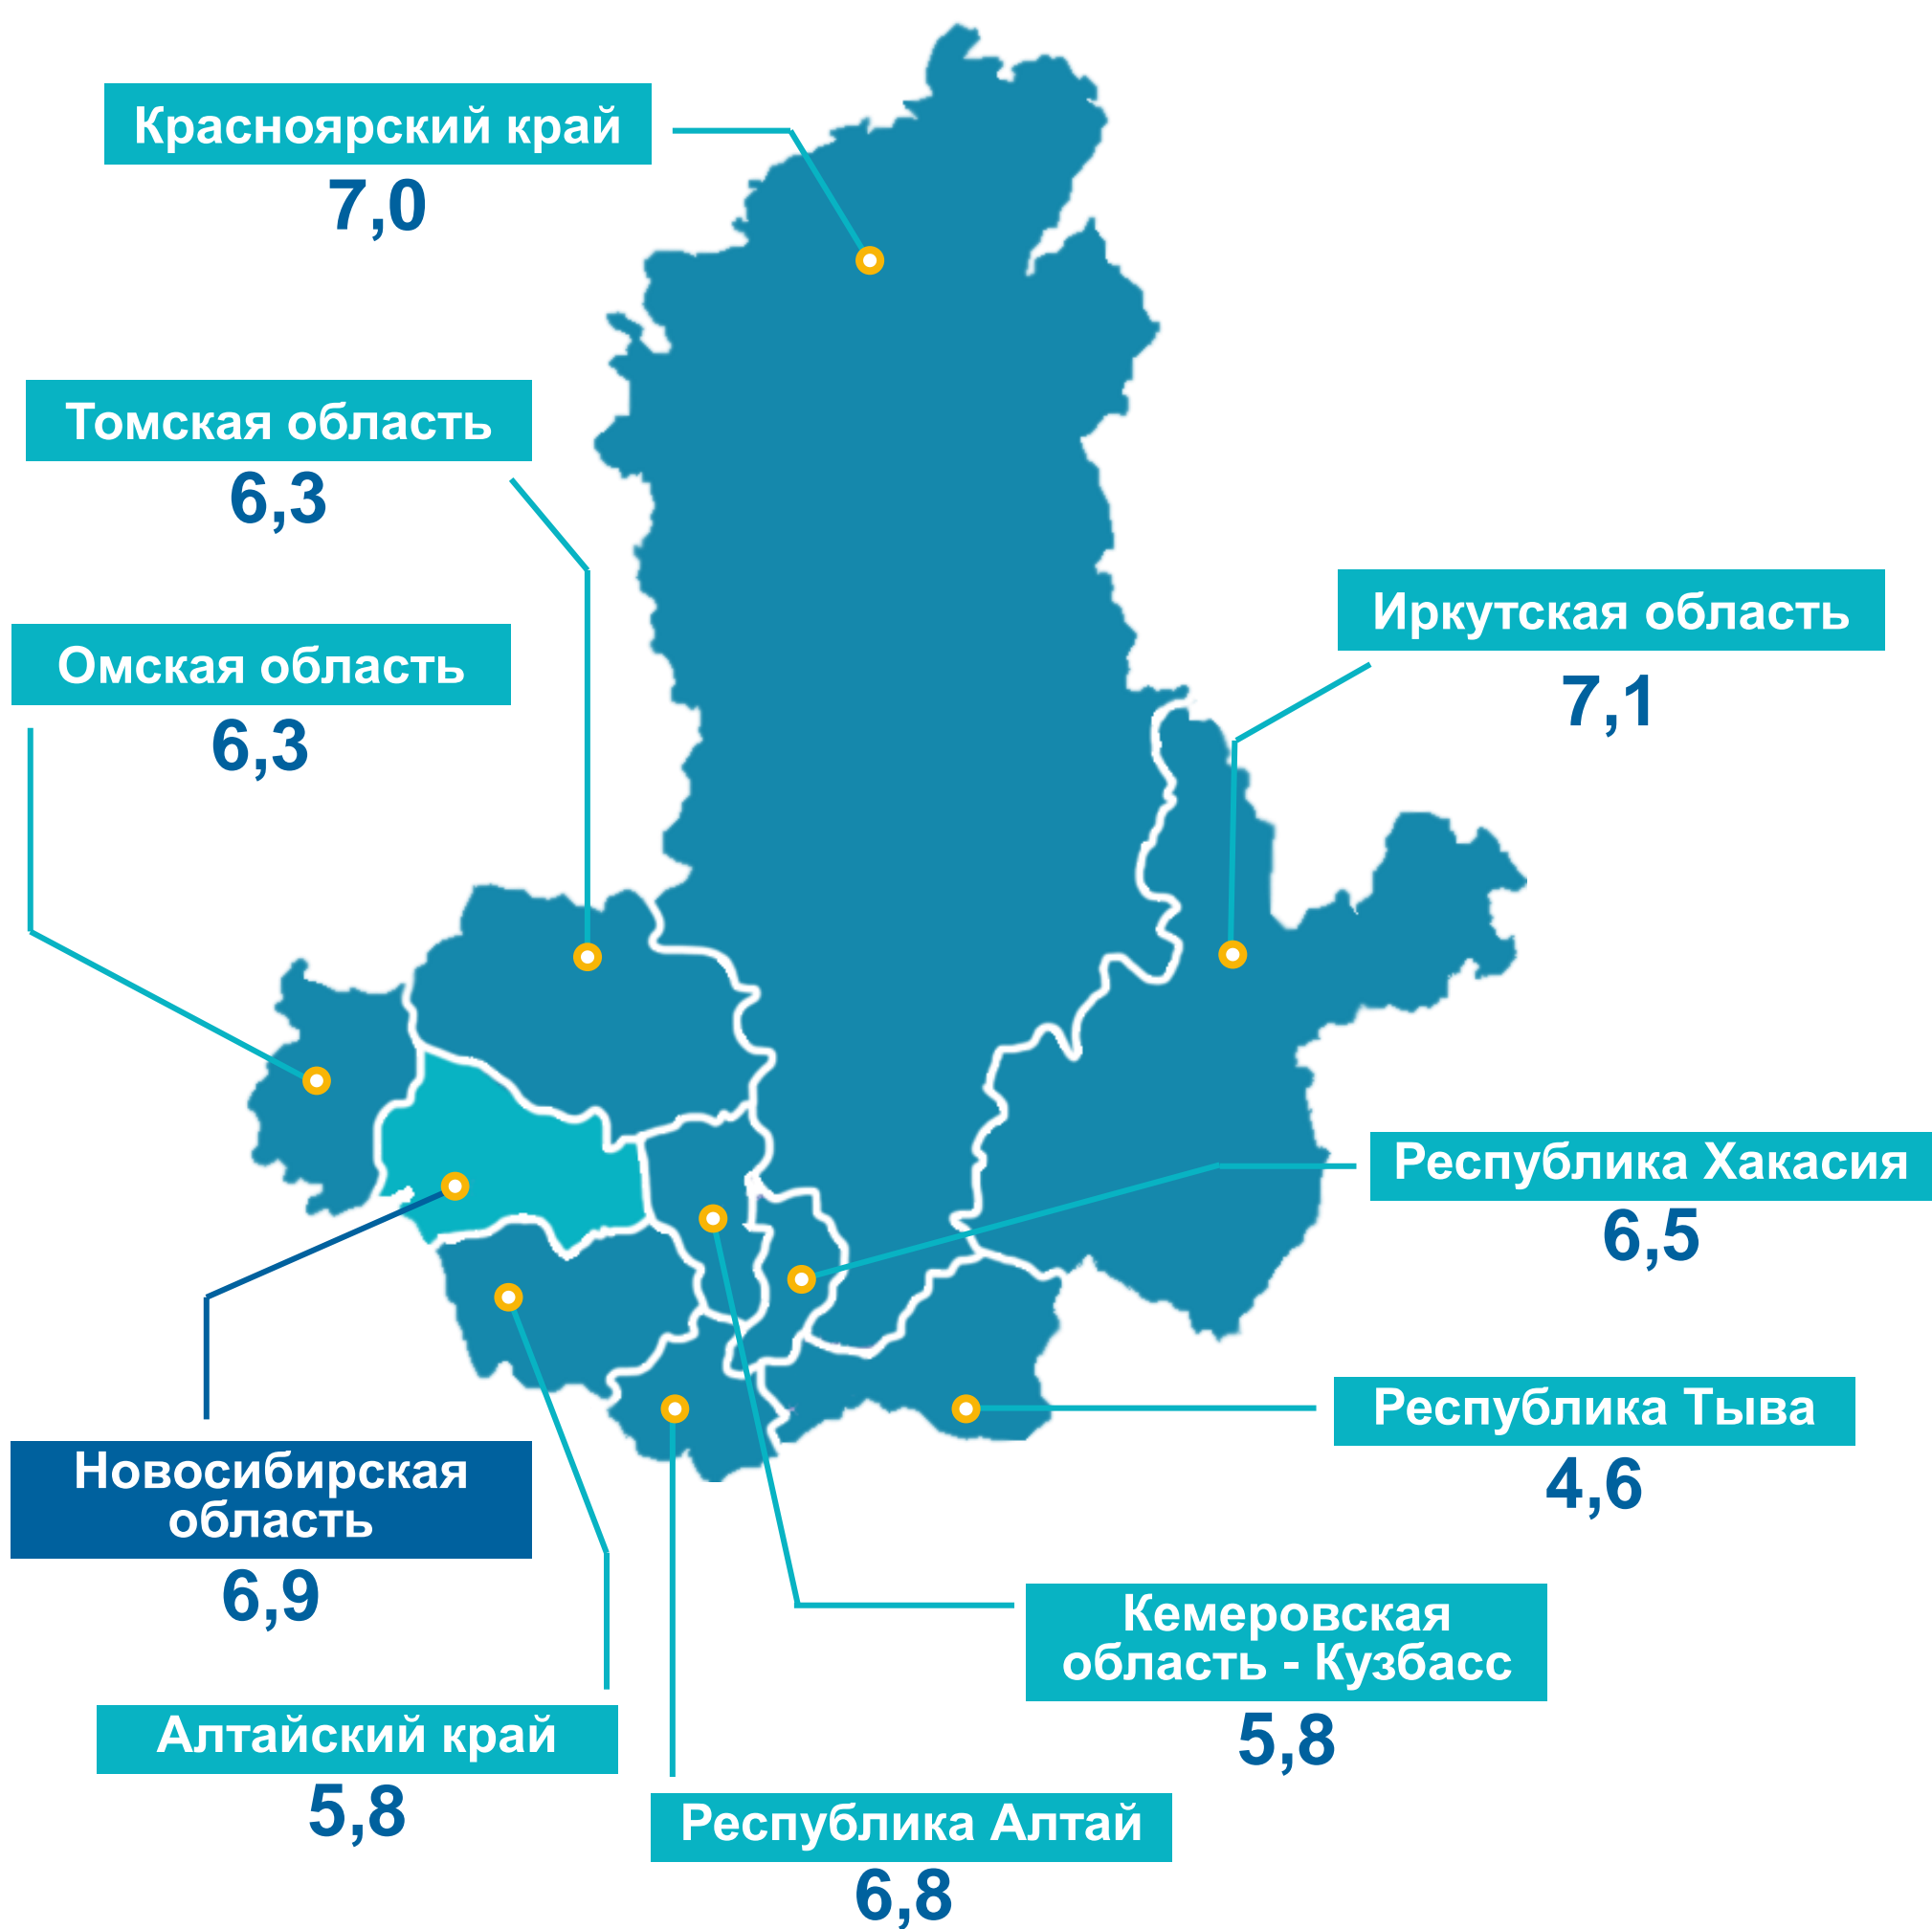 Красноярский край
7,0
Томская область
6,3
Иркутская область
7,1
Омская область
6,3
Республика Хакасия
6,5
Республика Тыва
4,6
Новосибирская
область
6,9
Кемеровская
область - Кузбасс
5,8
Алтайский край
5,8
Республика Алтай
6,8